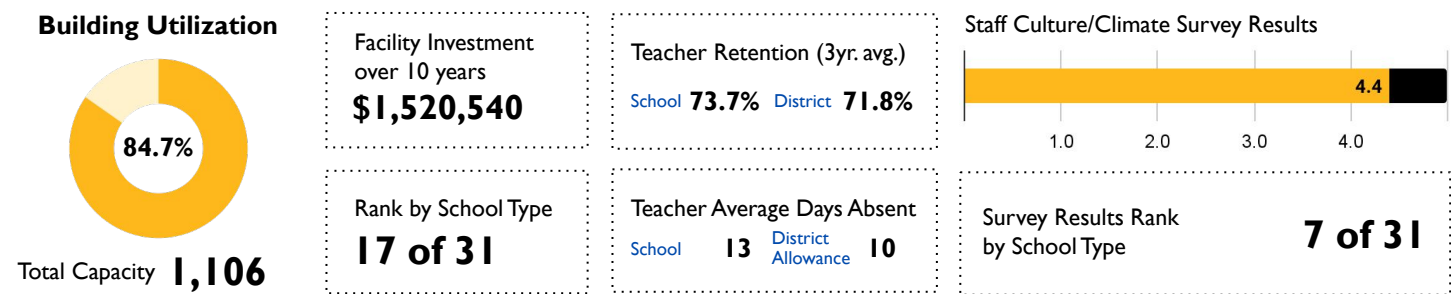 Building Utilization
84.7%
Total Capacity 1,106
Facility Investment
over 10 years
$1,520,540
Rank by School Type
17 of 31
Teacher Retention (3yr. avg.)
School 73.7% District 71.8%
Teacher Average Days Absent
School 13 District Allowance 10
Staff Culture/Climate Survey Results
4.4
1.0 2.0 3.0 4.0
Survey Results Rank
by School Type
7 of 31